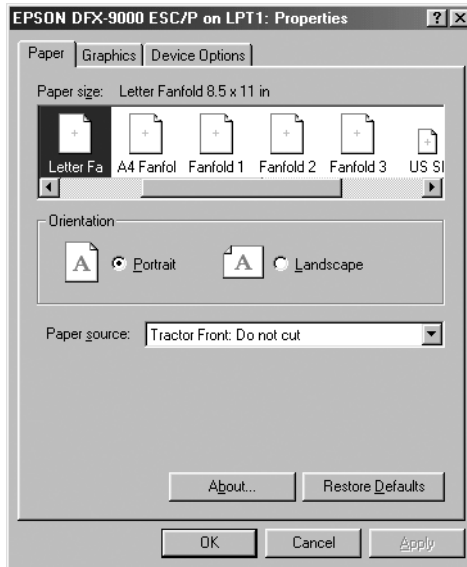 EPSON DFX-9000 ESC/P on LPT1: Properties
Paper Graphics Device Options
Paper size: Letter Fanfold 8.5 x 11 in
Letter Fa A4 Fanfol Fanfold 1 Fanfold 2 Fanfold 3 US Sl
Orientation
A Portrait A Landscape
Paper source: Tractor Front: Do not cut
About... Restore Defaults
OK Cancel Apply